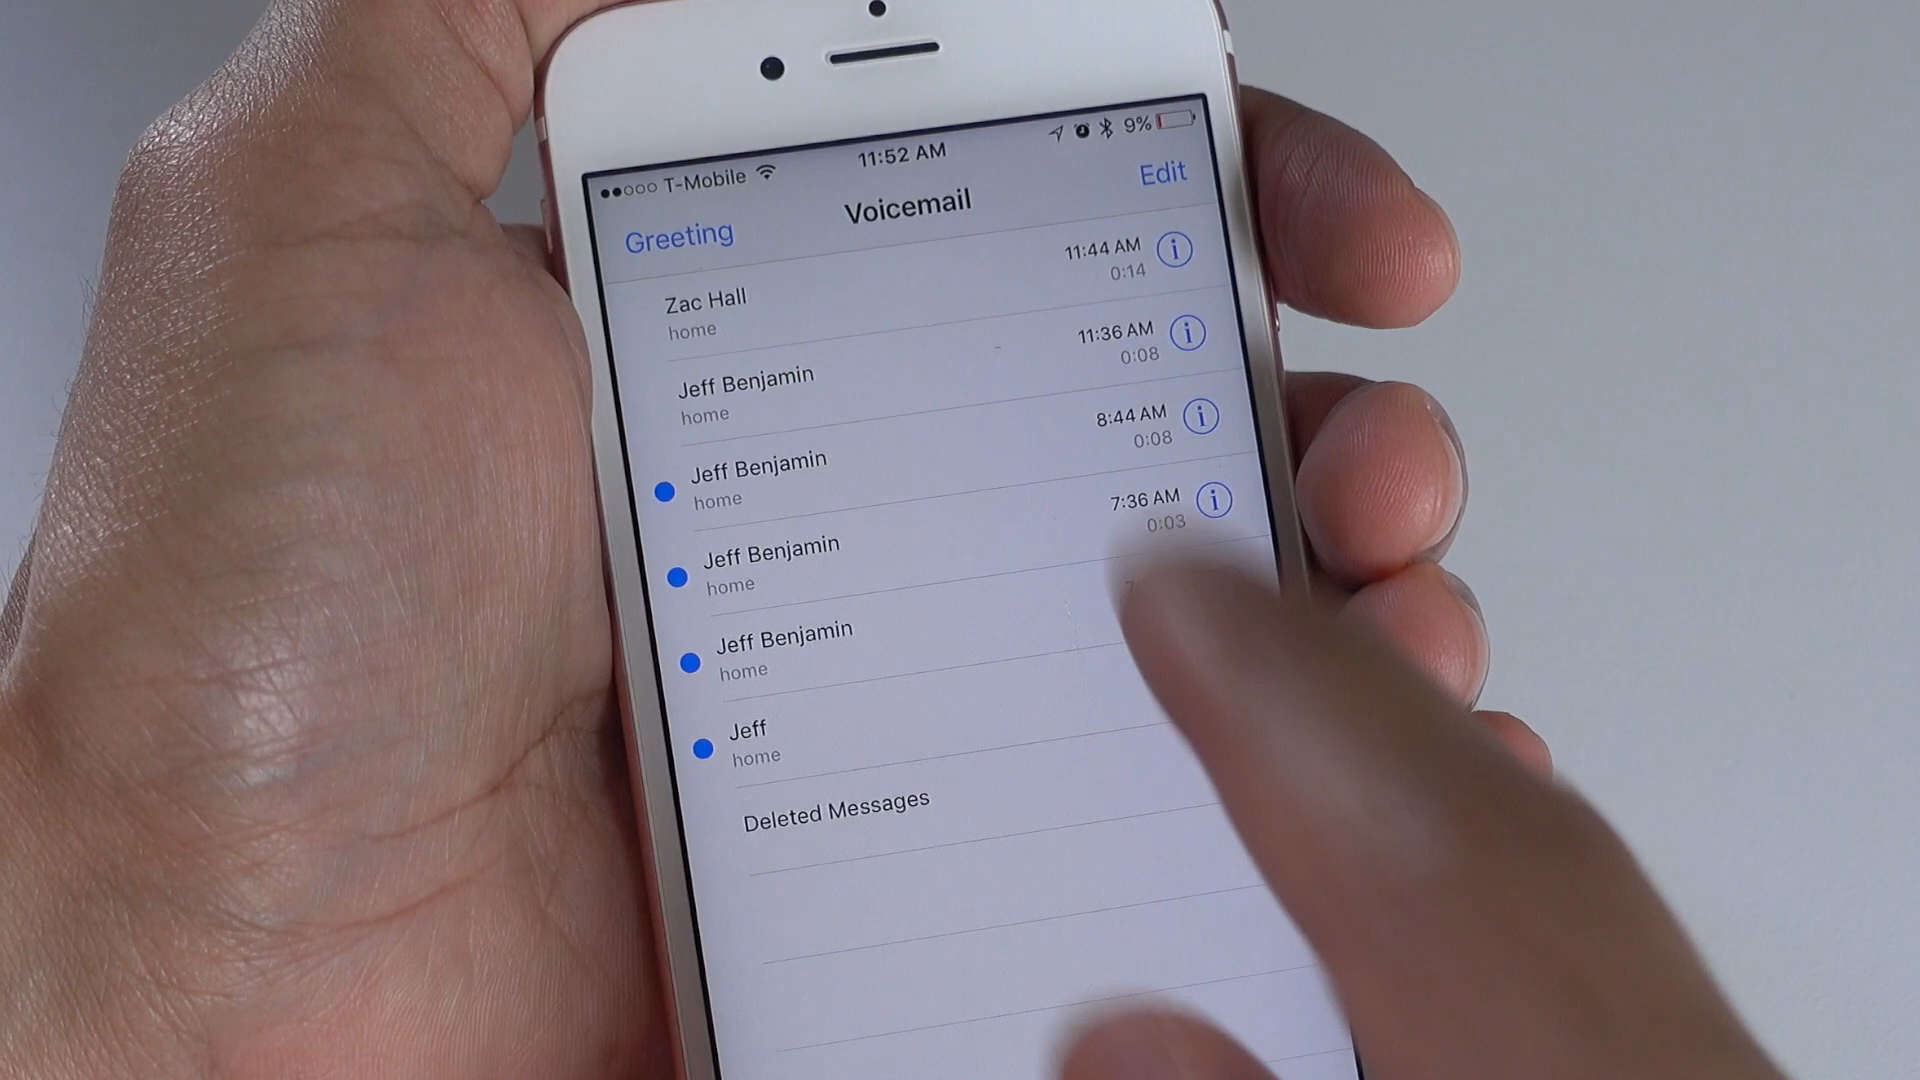 T-Mobile 11:52 AM 9%
Greeting Voicemail Edit
Zac Hall 11:44 AM
home 0:14
Jeff Benjamin 11:36 AM
home 0:08
Jeff Benjamin 8:44 AM
home 0:08
Jeff Benjamin 7:36 AM
home 0:03
Jeff Benjamin
home
Jeff
home
Deleted Messages